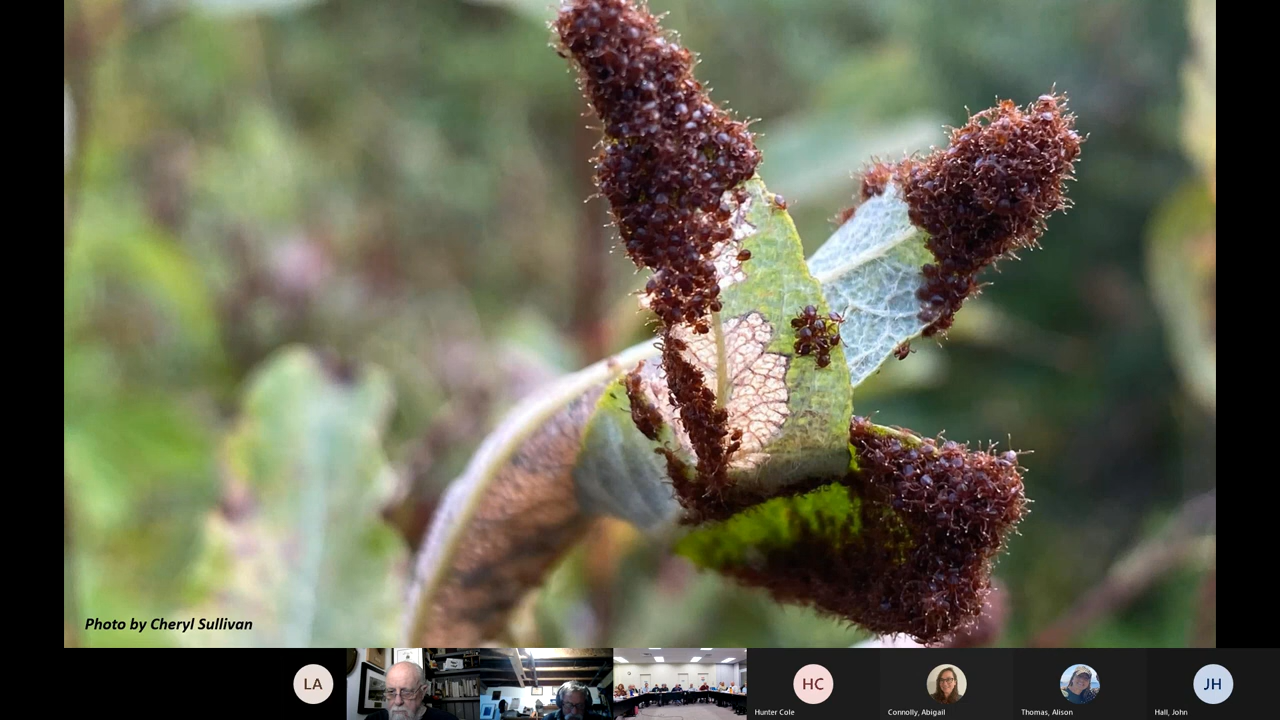 Photo by Cheryl Sullivan
LA
HC
JH
Hunter Cole
Connolly, Abigail
Thomas, Alison
Hall, John